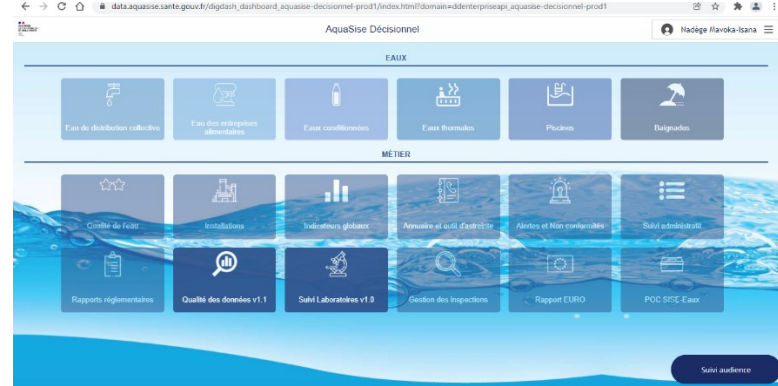 data.aquasise.sante.gouv.fr/digdash_dashboard_aquasise-decisionnel-prod1/index.html?domain=ddenterpriseapi_aquasise-decisionnel-prod1
AquaSise Décisionnel
Nadège Mavoka-Isana
EAUX
Eau de distribution collective
Eau des entreprises
alimentaires
Eaux conditionnées
Eaux thermales
Piscines
Baignades
MÉTIER
Qualité de l'eau
Installations
Indicateurs globaux
Annuaire et outil d'astreinte
Alertes et Non conformités
Suivi administratif
Rapports réglementaires
Qualité des données v1.1
Suivi Laboratoires v1.0
Gestion des inspections
Rapport EURO
POC SISE-Eaux
Suivi audience